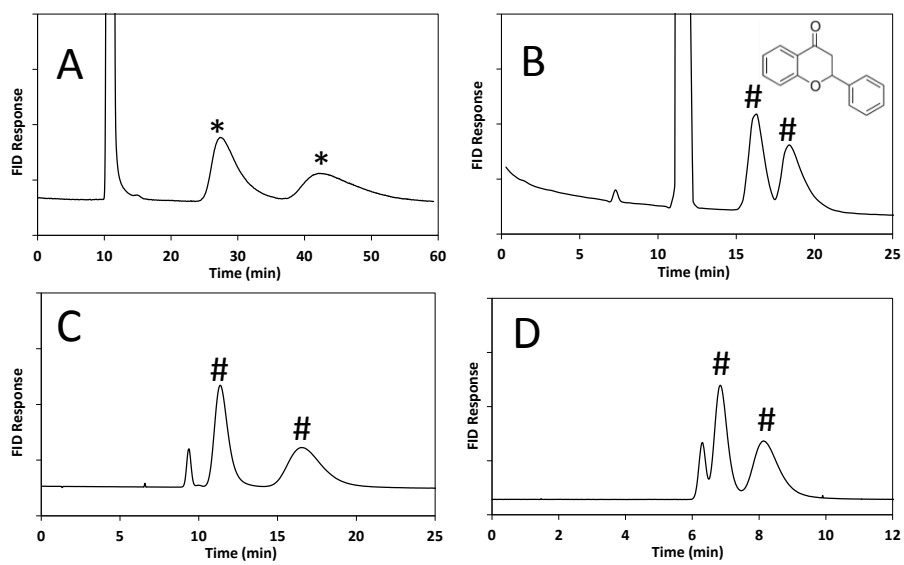 A
FID Response
*
*
0 10 20 30 40 50 60
Time (min)
B
FID Response
#
#
O
O
0 5 10 15 20 25
Time (min)
C
FID Response
#
#
0 5 10 15 20 25
Time (min)
D
FID Response
#
#
0 2 4 6 8 10 12
Time (min)